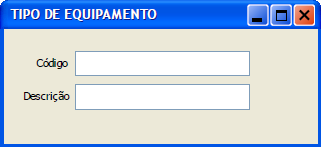 TIPO DE EQUIPAMENTO
Código
Descrição